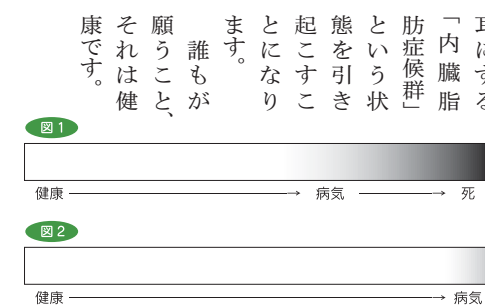 耳にする
「内臓脂
肪症候群」
という状
態を引き
起こすこ
とになり
ます。
誰もが
願うこと、
それは健
康です。
図1
健康 → 病気 → 死
図2
健康 → 病気